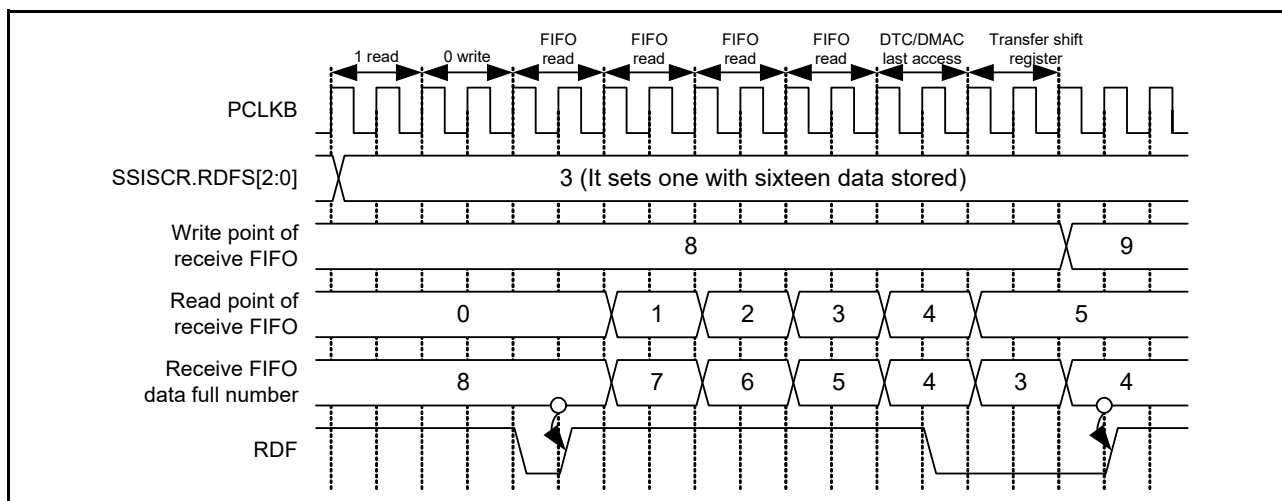 FIFO FIFO FIFO FIFO DTC/DMAC Transfer shift
1 read 0 write read read read read last access register
PCLKB
SSISCR.RDFS[2:0] 3 (It sets one with sixteen data stored)
Write point of
receive FIFO 8 9
Read point of
receive FIFO 0 1 2 3 4 5
Receive FIFO
data full number 8 7 6 5 4 3 4
RDF